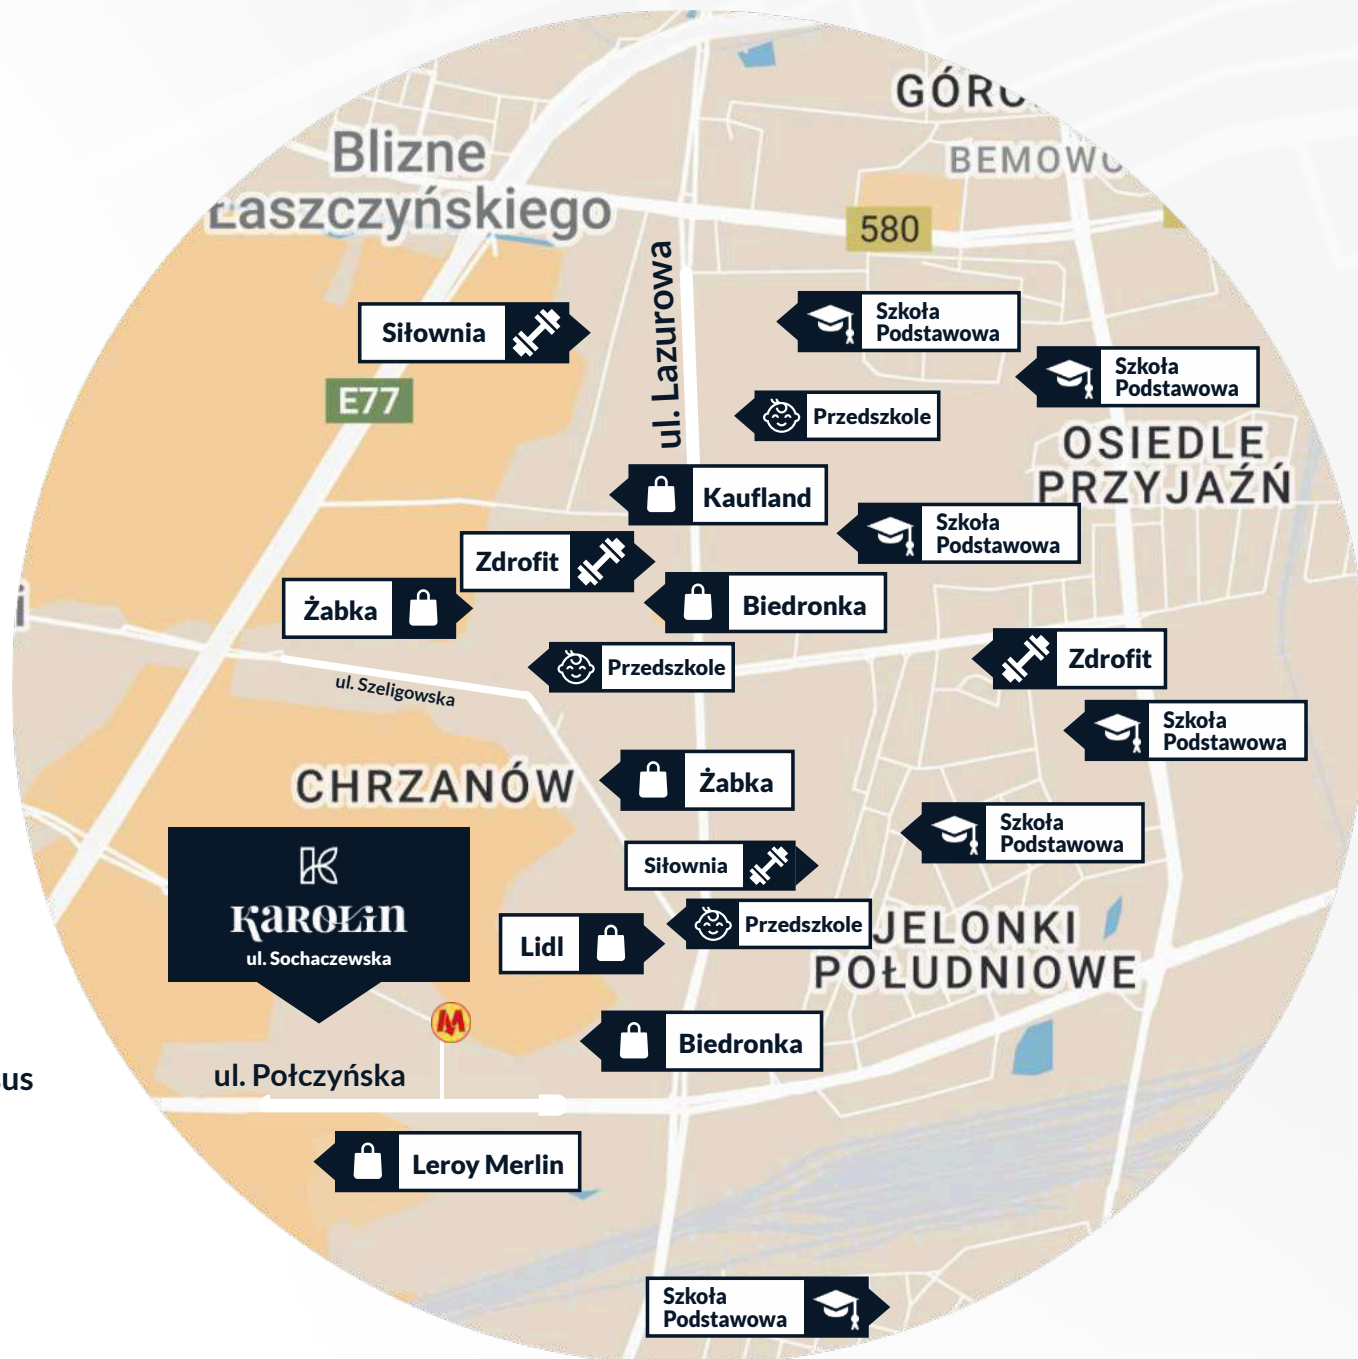 GÓRC
BEMOWO
Blizne
Łaszczyńskiego
580
ul. Lazurowa
Siłownia
Szkoła
Podstawowa
Szkoła
Podstawowa
E77
Przedszkole
OSIEDLE
PRZYJAŹŃ
Kaufland
Szkoła
Podstawowa
Zdrofit
Żabka
Biedronka
Przedszkole
Zdrofit
ul. Szeligowska
Szkoła
Podstawowa
CHRZANÓW
Żabka
Szkoła
Podstawowa
Siłownia
KAROLIN
ul. Sochaczewska
Przedszkole
Lidl
JELONKI
POŁUDNIOWE
M
Biedronka
ul. Połczyńska
us
Leroy Merlin
Szkoła
Podstawowa